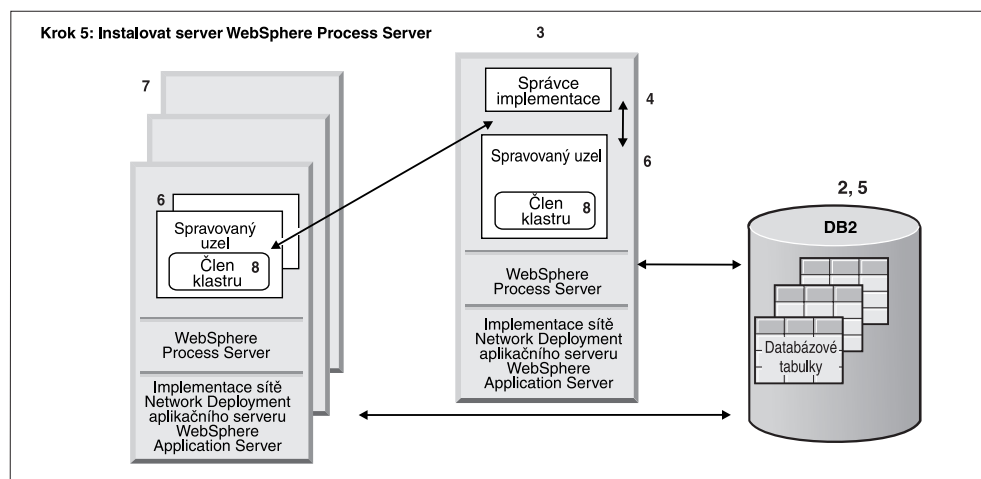 Krok 5: Instalovat server WebSphere Process Server
3
7
Správce
implementace
4
Spravovaný uzel
6
Člen
klastru
8
WebSphere
Process Server
Implementace sítě
Network Deployment
aplikačního serveru
WebSphere
Application Server
6
Spravovaný
uzel
Člen
klastru
8
WebSphere
Process Server
Implementace sítě
Network Deployment
aplikačního serveru
WebSphere
Application Server
2, 5
DB2
Databázové
tabulky